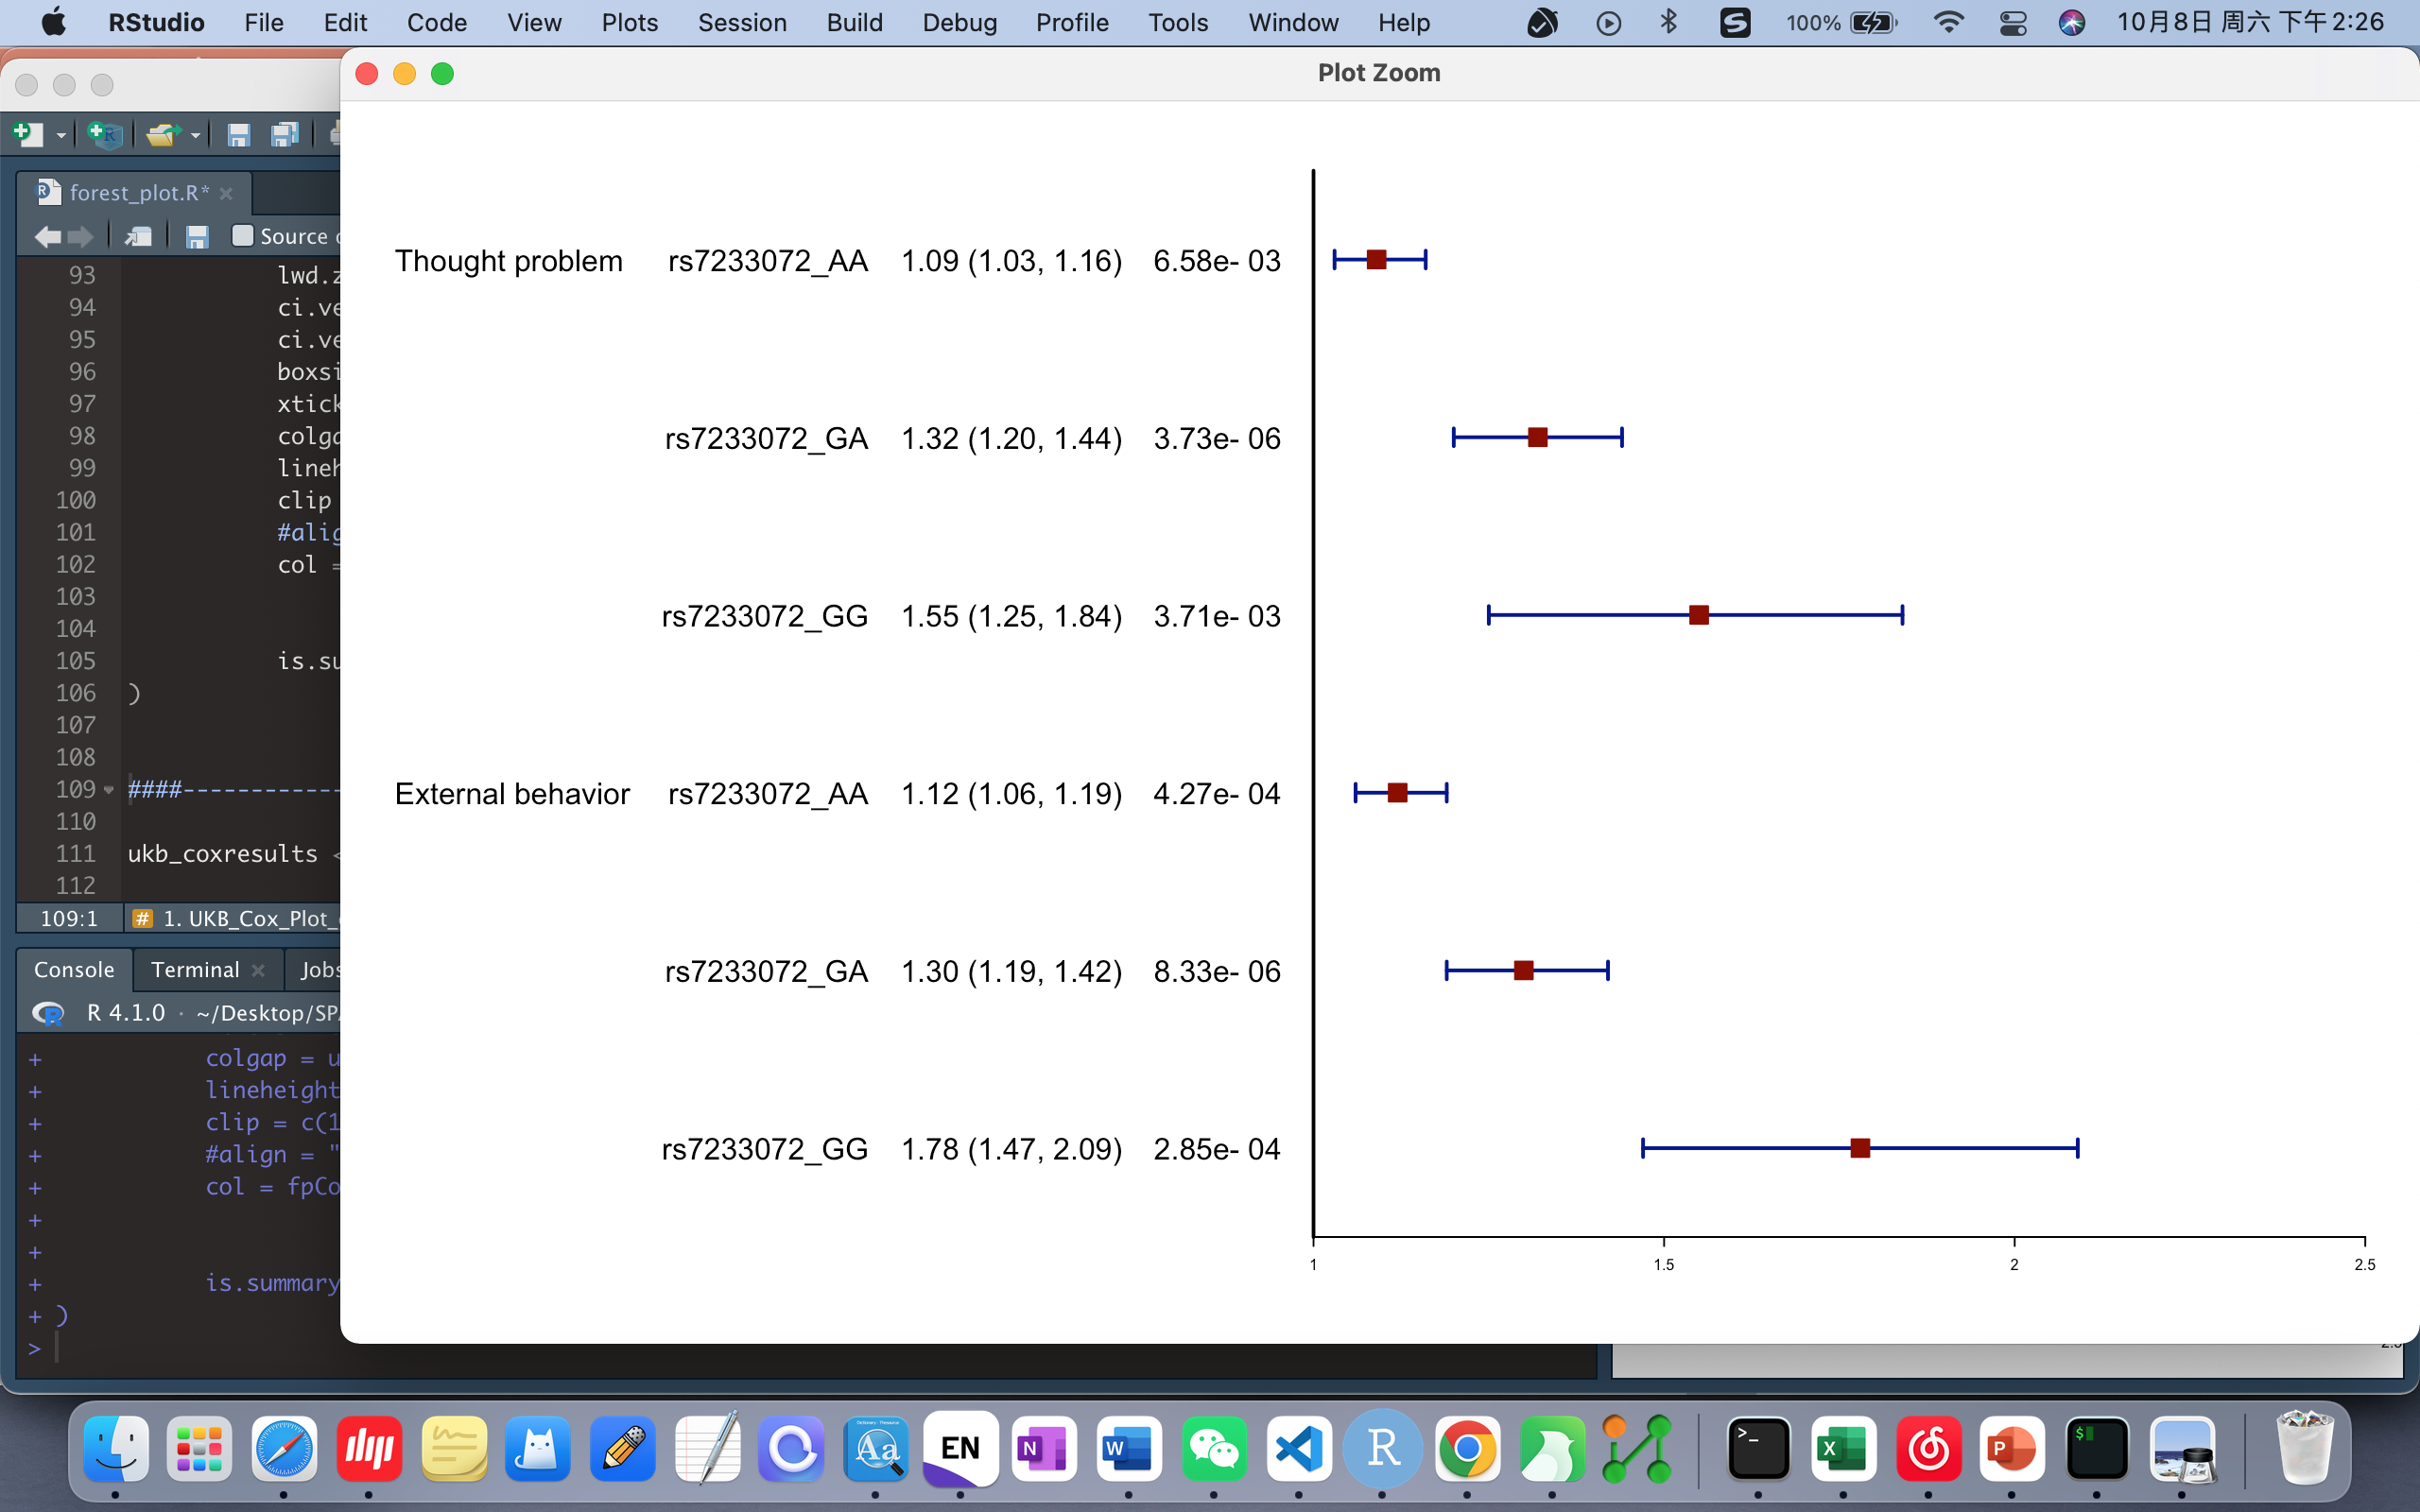 RStudio File Edit Code View Plots Session Build Debug Profile Tools Window Help 100% 10月8日 周六 下午2:26
Plot Zoom
forest_plot.R*
Source
93
94
95
96
97
98
99
100 clip
101
102 col =
103
104
105
106 )
107
108
109 ####-------------
110
111 ukb_coxresults <
112
109:1 # 1. UKB_Cox_Plot_
Console Terminal Jobs
R 4.1.0 · ~/Desktop/SPA
+ colgap = u
+ lineheight
+ clip = c(1
+ #align = "
+ col = fpCo
+
+
+ is.summary
+ )
>
Thought problem rs7233072_AA 1.09 (1.03, 1.16) 6.58e- 03
rs7233072_GA 1.32 (1.20, 1.44) 3.73e- 06
rs7233072_GG 1.55 (1.25, 1.84) 3.71e- 03
External behavior rs7233072_AA 1.12 (1.06, 1.19) 4.27e- 04
rs7233072_GA 1.30 (1.19, 1.42) 8.33e- 06
rs7233072_GG 1.78 (1.47, 2.09) 2.85e- 04
1 1.5 2 2.5
EN